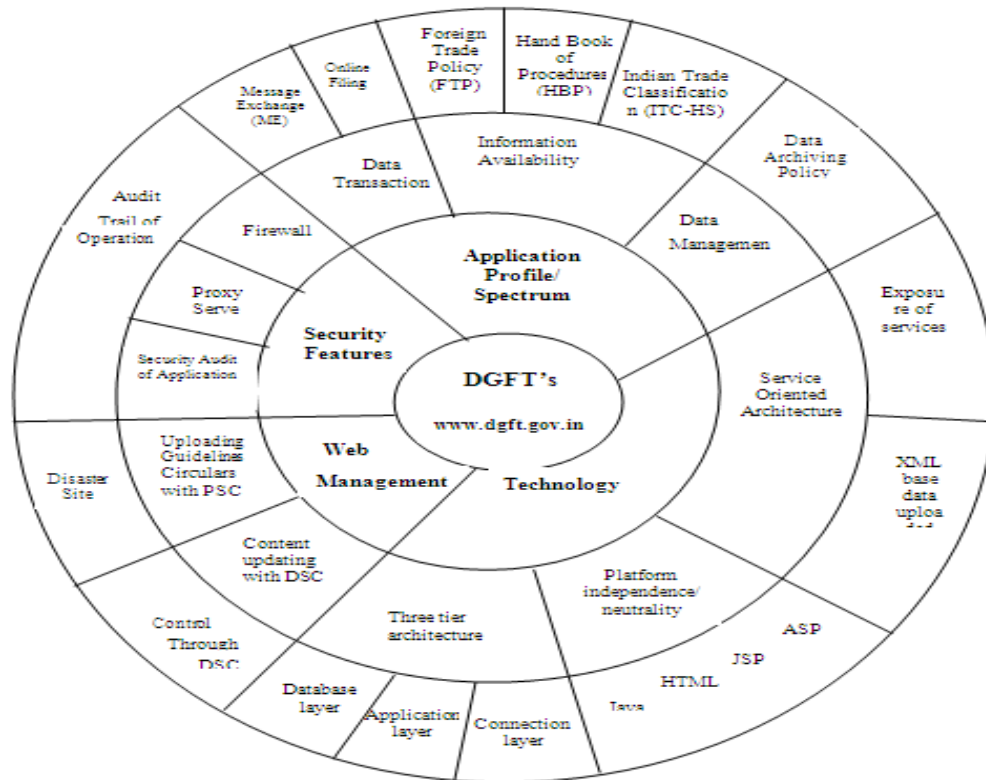 Foreign
Trade
Policy
(FTP)
Hand Book
of
Procedures
(HBP)
Indian Trade
Classificatio
n (ITC-HS)
Online
Filing
Message
Exchange
(ME)
Data
Archiving
Policy
Information
Availability
Data
Transaction
Audit
Trail of
Operation
Firewall
Data
Managemen
Application
Profile/
Spectrum
Proxy
Serve
Security
Features
Exposu
re of
services
Security Audit
of Application
DGFT's
www.dgft.gov.in
Service
Oriented
Architecture
Uploading
Guidelines
Circulars
with PSC
Web
Management
Technology
Disaster
Site
XML
base
data
uploa
ded
Content
updating
with DSC
Platform
independence/
neutrality
Three tier
architecture
Control
Through
DSC
ASP
JSP
HTML
Java
Database
layer
Application
layer
Connection
layer